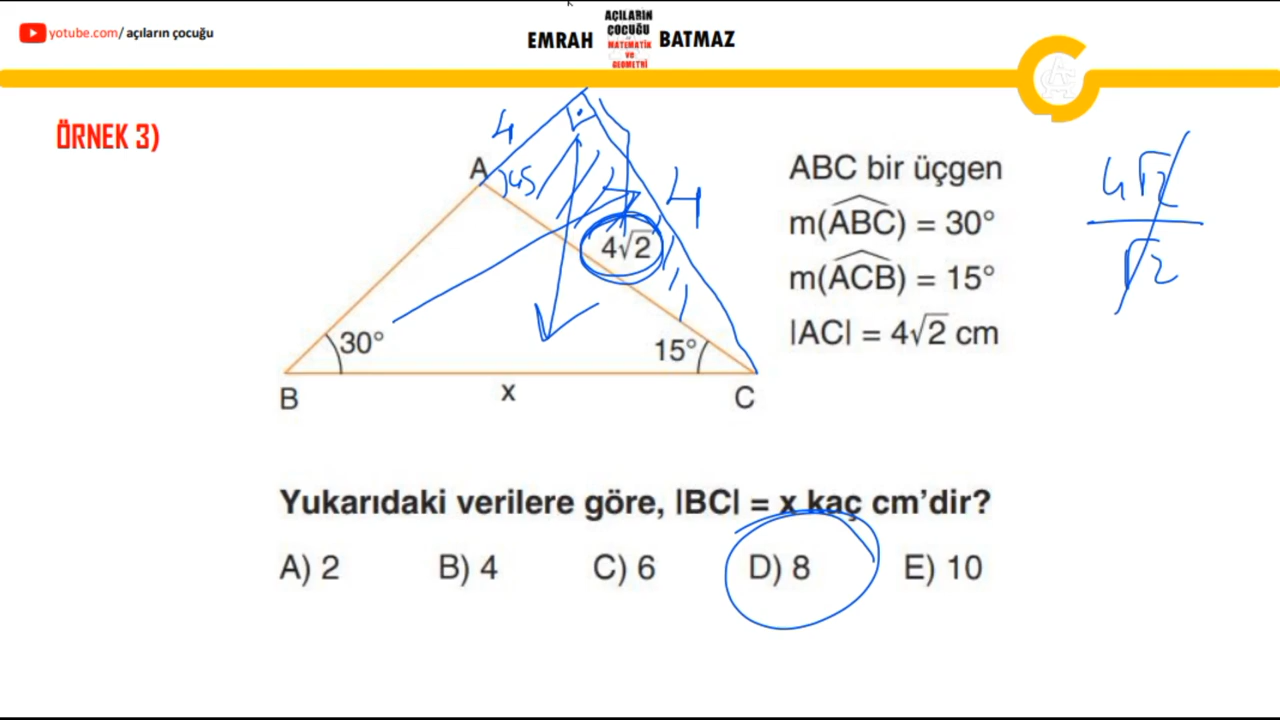 yotube.com/ açıların çocuğu
EMRAH
AÇILARIN
ÇOCUĞU
MATEMATİK
ve
GEOMETRİ
BATMAZ
ÖRNEK 3)
4
A
45
4
4√2
30°
15°
B
x
C
ABC bir üçgen
m(ABC) = 30°
m(ACB) = 15°
|AC| = 4√2 cm
4√2
√2
Yukarıdaki verilere göre, |BC| = x kaç cm'dir?
A) 2 B) 4 C) 6 D) 8 E) 10